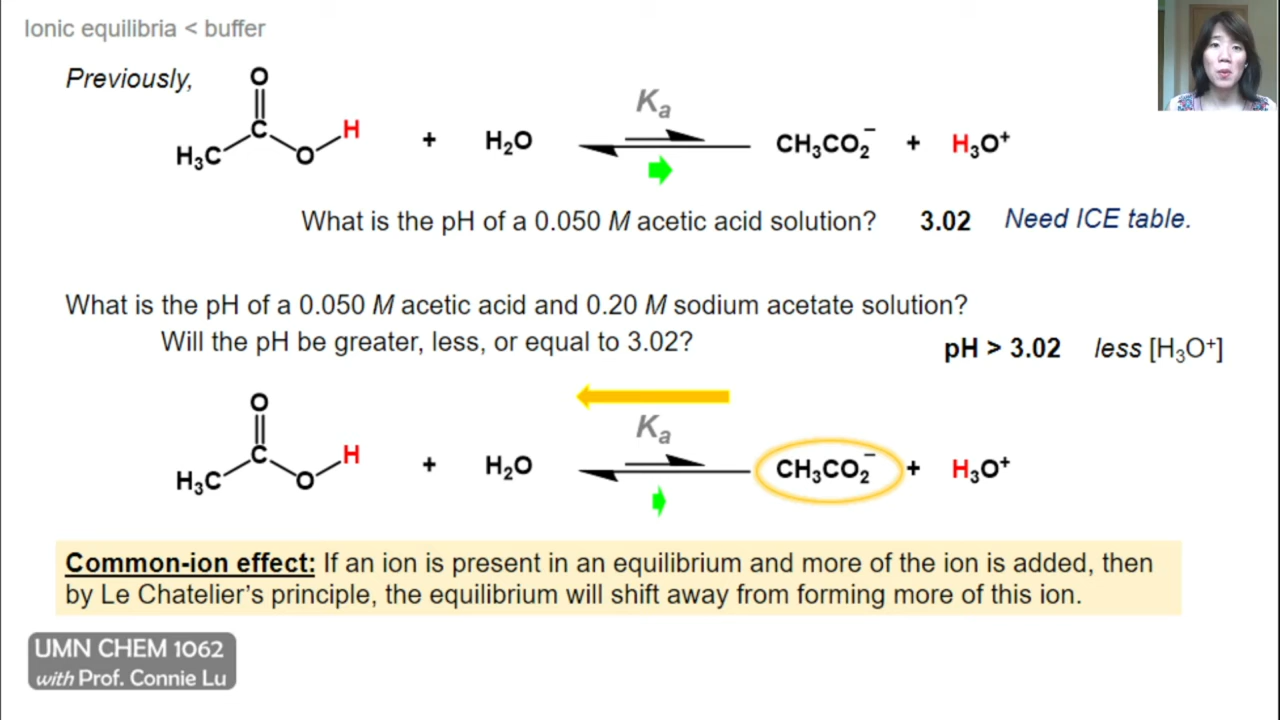 Ionic equilibria < buffer
Previously,
O
C
H₃C
O
H
+
H₂O
Kₐ
CH₃CO₂⁻
+
H₃O⁺
What is the pH of a 0.050 M acetic acid solution? 3.02 Need ICE table.
What is the pH of a 0.050 M acetic acid and 0.20 M sodium acetate solution?
Will the pH be greater, less, or equal to 3.02? pH > 3.02 less [H₃O⁺]
O
C
H₃C
O
H
+
H₂O
Kₐ
CH₃CO₂⁻
+
H₃O⁺
Common-ion effect: If an ion is present in an equilibrium and more of the ion is added, then
by Le Chatelier's principle, the equilibrium will shift away from forming more of this ion.
UMN CHEM 1062
with Prof. Connie Lu